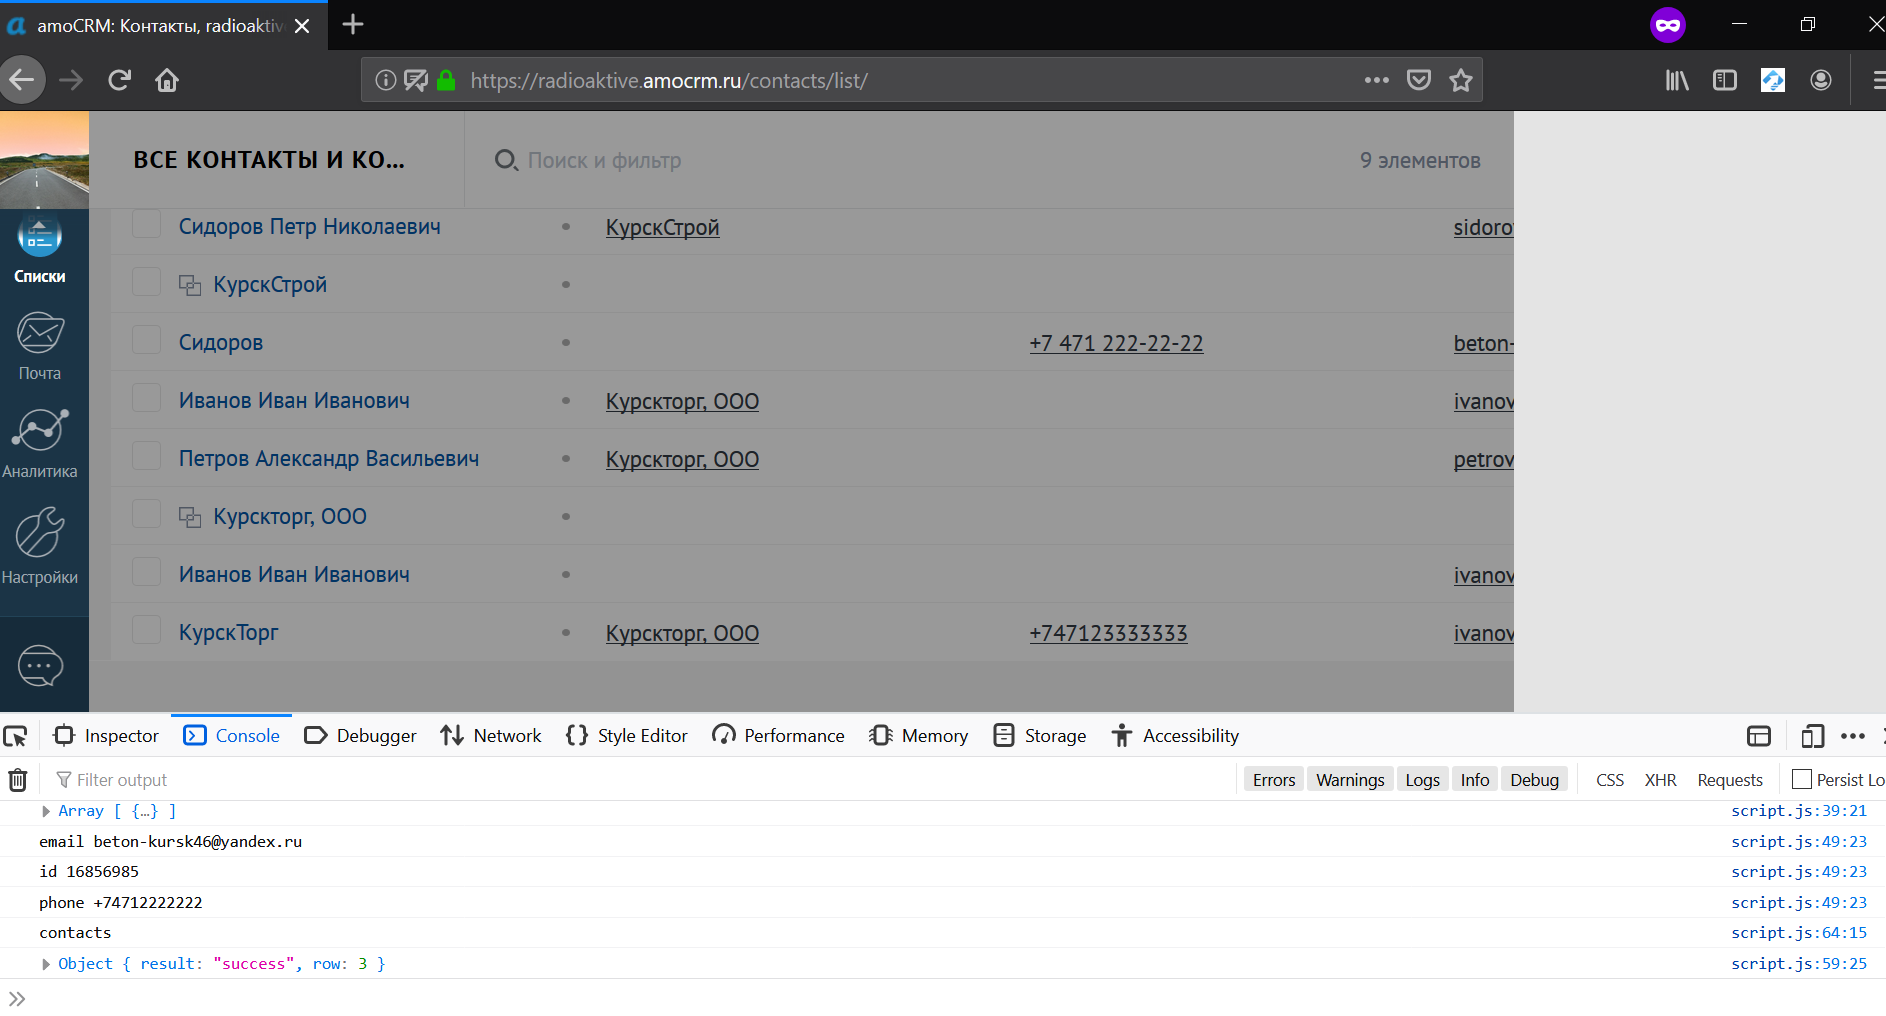 amoCRM: Контакты, radioaktive
https://radioaktive.amocrm.ru/contacts/list/
ВСЕ КОНТАКТЫ И КО...
Поиск и фильтр
9 элементов
Сидоров Петр Николаевич • КурскСтрой sidoro
КурскСтрой •
Сидоров • +7 471 222-22-22 beton-
Иванов Иван Иванович • Курскторг, ООО ivanov
Петров Александр Васильевич • Курскторг, ООО petrov
Курскторг, ООО •
Иванов Иван Иванович • ivanov
КурскТорг • Курскторг, ООО +747123333333 ivanov
Списки
Почта
Аналитика
Настройки
Inspector Console Debugger Network Style Editor Performance Memory Storage Accessibility
Filter output Errors Warnings Logs Info Debug CSS XHR Requests Persist Lo
Array [ {…} ] script.js:39:21
email beton-kursk46@yandex.ru script.js:49:23
id 16856985 script.js:49:23
phone +74712222222 script.js:49:23
contacts script.js:64:15
Object { result: "success", row: 3 } script.js:59:25